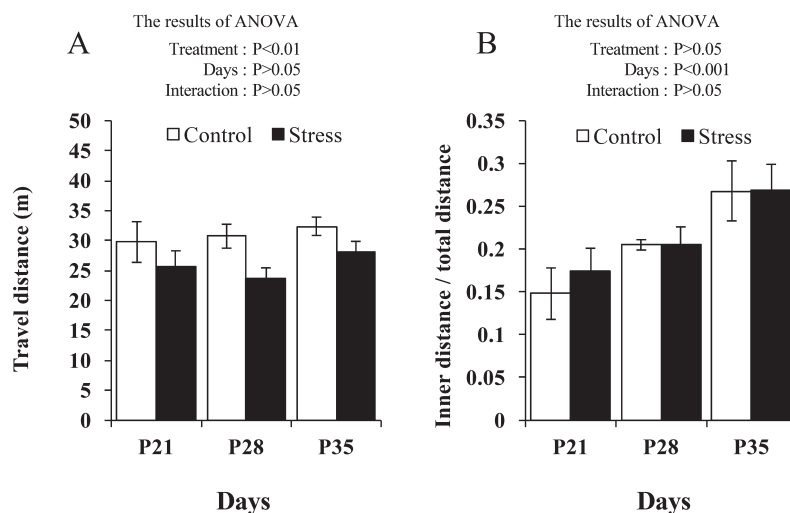 The results of ANOVA
A
Treatment : P<0.01
Days : P>0.05
Interaction : P>0.05
Control Stress
50
45
40
35
30
25
20
15
10
5
0
Travel distance (m)
P21 P28 P35
Days
The results of ANOVA
B
Treatment : P>0.05
Days : P<0.001
Interaction : P>0.05
Control Stress
0.35
0.3
0.25
0.2
0.15
0.1
0.05
0
Inner distance / total distance
P21 P28 P35
Days